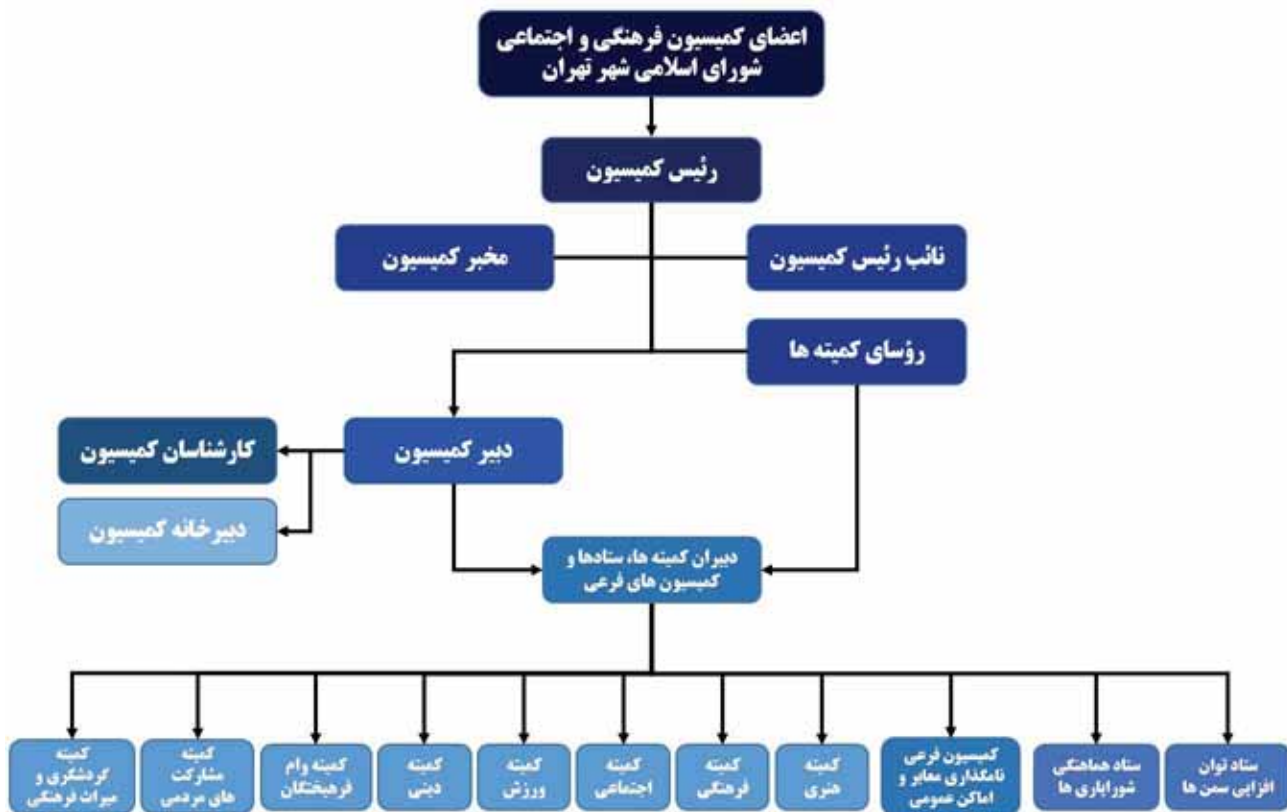 اعضای کمیسیون فرهنگی و اجتماعی
شورای اسلامی شهر تهران
رئیس کمیسیون
نائب رئیس کمیسیون
مخبر کمیسیون
رؤسای کمیته ها
دبیر کمیسیون
کارشناسان کمیسیون
دبیرخانه کمیسیون
دبیران کمیته ها، ستادها و
کمیسیون های فرعی
ستاد توان
افزایی سمن ها
ستاد هماهنگی
شورایاری ها
کمیسیون فرعی
نامگذاری معابر و
اماکن عمومی
کمیته
هنری
کمیته
فرهنگی
کمیته
اجتماعی
کمیته
ورزش
کمیته
دینی
کمیته وام
فرهیختگان
کمیته
مشارکت
های مردمی
کمیته
گردشگری و
میراث فرهنگی